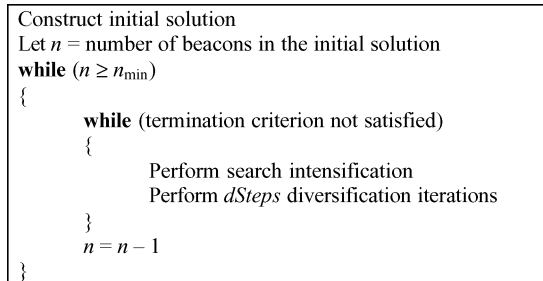 Construct initial solution
Let n = number of beacons in the initial solution
while (n ≥ nmin)
{
while (termination criterion not satisfied)
{
Perform search intensification
Perform dSteps diversification iterations
}
n = n – 1
}